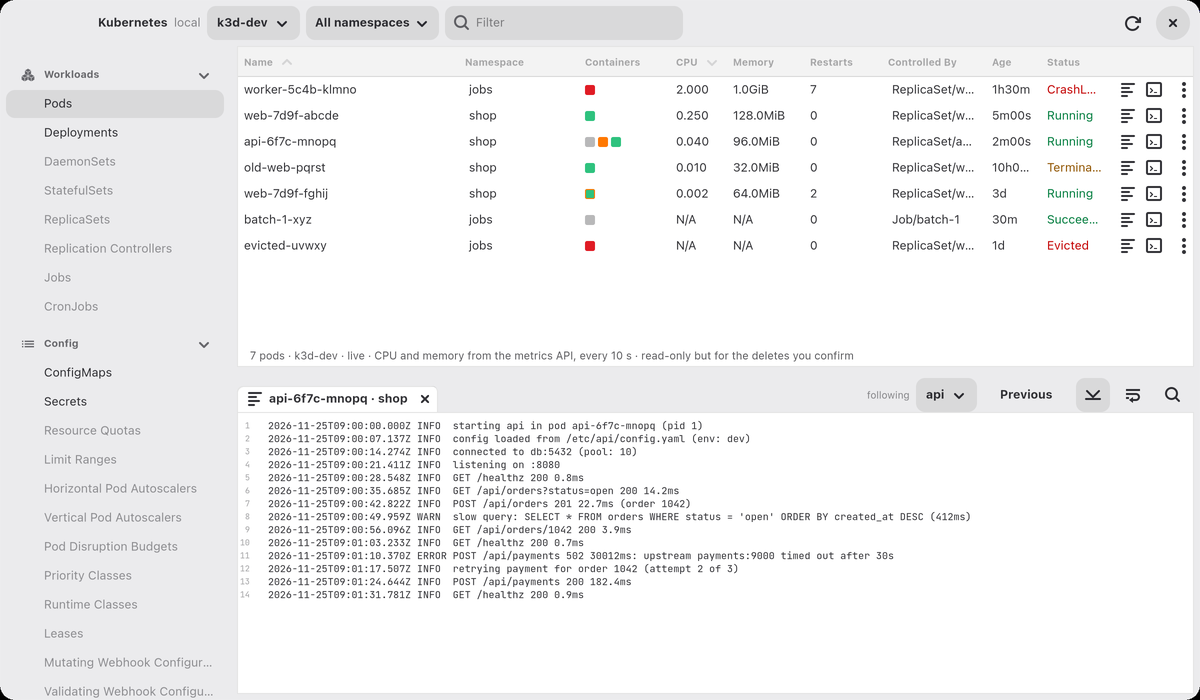 Kubernetes local k3d-dev All namespaces Filter
Workloads
Pods
Deployments
DaemonSets
StatefulSets
ReplicaSets
Replication Controllers
Jobs
CronJobs
Config
ConfigMaps
Secrets
Resource Quotas
Limit Ranges
Horizontal Pod Autoscalers
Vertical Pod Autoscalers
Pod Disruption Budgets
Priority Classes
Runtime Classes
Leases
Mutating Webhook Configur...
Validating Webhook Configu...
Name Namespace Containers CPU Memory Restarts Controlled By Age Status
worker-5c4b-klmno jobs 2.000 1.0GiB 7 ReplicaSet/w... 1h30m CrashL...
web-7d9f-abcde shop 0.250 128.0MiB 0 ReplicaSet/w... 5m00s Running
api-6f7c-mnopq shop 0.040 96.0MiB 0 ReplicaSet/a... 2m00s Running
old-web-pqrst shop 0.010 32.0MiB 0 ReplicaSet/w... 10h0... Termina...
web-7d9f-fghij shop 0.002 64.0MiB 2 ReplicaSet/w... 3d Running
batch-1-xyz jobs N/A N/A 0 Job/batch-1 30m Succee...
evicted-uvwxy jobs N/A N/A 0 ReplicaSet/w... 1d Evicted
7 pods · k3d-dev · live · CPU and memory from the metrics API, every 10 s · read-only but for the deletes you confirm
api-6f7c-mnopq · shop following api Previous
1 2026-11-25T09:00:00.000Z INFO starting api in pod api-6f7c-mnopq (pid 1)
2 2026-11-25T09:00:07.137Z INFO config loaded from /etc/api/config.yaml (env: dev)
3 2026-11-25T09:00:14.274Z INFO connected to db:5432 (pool: 10)
4 2026-11-25T09:00:21.411Z INFO listening on :8080
5 2026-11-25T09:00:28.548Z INFO GET /healthz 200 0.8ms
6 2026-11-25T09:00:35.685Z INFO GET /api/orders?status=open 200 14.2ms
7 2026-11-25T09:00:42.822Z INFO POST /api/orders 201 22.7ms (order 1042)
8 2026-11-25T09:00:49.959Z WARN slow query: SELECT * FROM orders WHERE status = 'open' ORDER BY created_at DESC (412ms)
9 2026-11-25T09:00:56.096Z INFO GET /api/orders/1042 200 3.9ms
10 2026-11-25T09:01:03.233Z INFO GET /healthz 200 0.7ms
11 2026-11-25T09:01:10.370Z ERROR POST /api/payments 502 30012ms: upstream payments:9000 timed out after 30s
12 2026-11-25T09:01:17.507Z INFO retrying payment for order 1042 (attempt 2 of 3)
13 2026-11-25T09:01:24.644Z INFO POST /api/payments 200 182.4ms
14 2026-11-25T09:01:31.781Z INFO GET /healthz 200 0.9ms